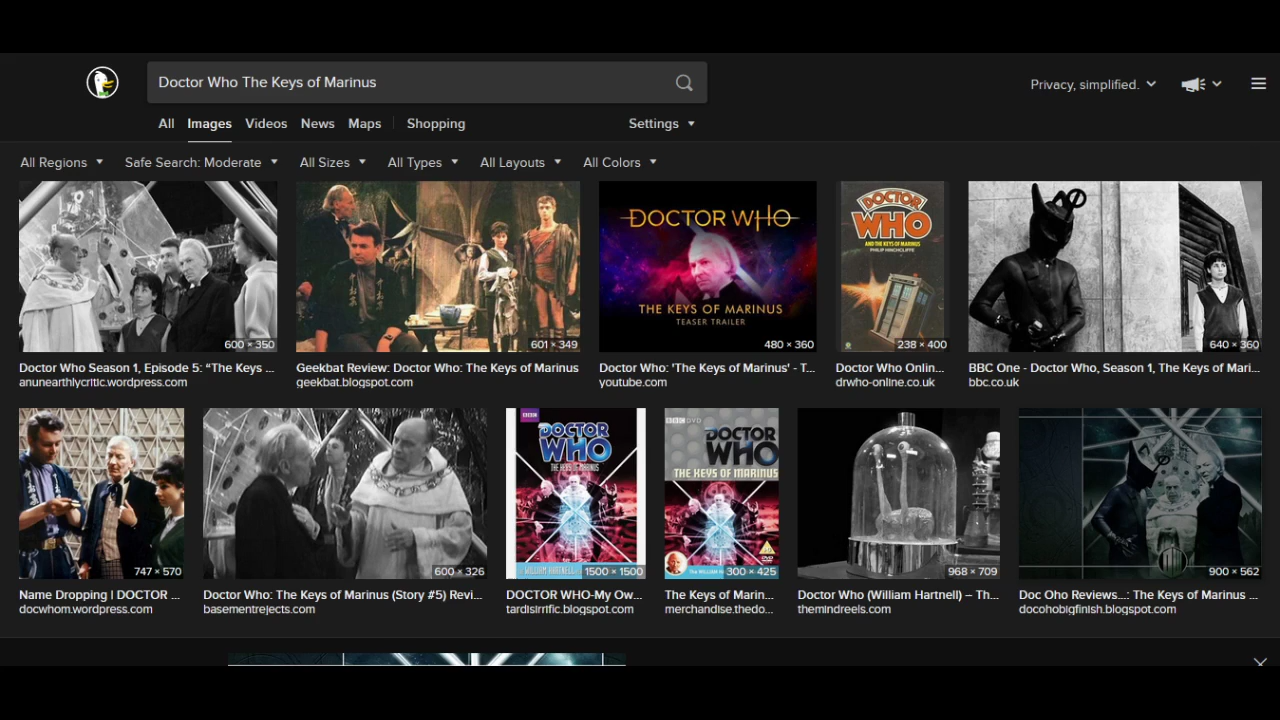 Doctor Who The Keys of Marinus
Privacy, simplified.
All Images Videos News Maps Shopping Settings
All Regions Safe Search: Moderate All Sizes All Types All Layouts All Colors
600 × 350
601 × 349
DOCTOR WHO
THE KEYS OF MARINUS
TEASER TRAILER
480 × 360
DOCTOR
WHO
AND THE KEYS OF MARINUS
PHILIP HINCHCLIFFE
238 × 400
640 × 360
Doctor Who Season 1, Episode 5: “The Keys ...
anunearthlycritic.wordpress.com
Geekbat Review: Doctor Who: The Keys of Marinus
geekbat.blogspot.com
Doctor Who: 'The Keys of Marinus' - T...
youtube.com
Doctor Who Onlin...
drwho-online.co.uk
BBC One - Doctor Who, Season 1, The Keys of Mari...
bbc.co.uk
747 × 570
600 × 326
BBC
DOCTOR
WHO
THE KEYS OF MARINUS
WILLIAM HARTNELL
1500 × 1500
BBC DVD
DOCTOR
WHO
THE KEYS OF MARINUS
300 × 425
968 × 709
900 × 562
Name Dropping | DOCTOR ...
docwhom.wordpress.com
Doctor Who: The Keys of Marinus (Story #5) Revi...
basementrejects.com
DOCTOR WHO-My Ow...
tardisirrific.blogspot.com
The Keys of Marin...
merchandise.thedo...
Doctor Who (William Hartnell) – Th...
themindreels.com
Doc Oho Reviews...: The Keys of Marinus ...
docohobigfinish.blogspot.com